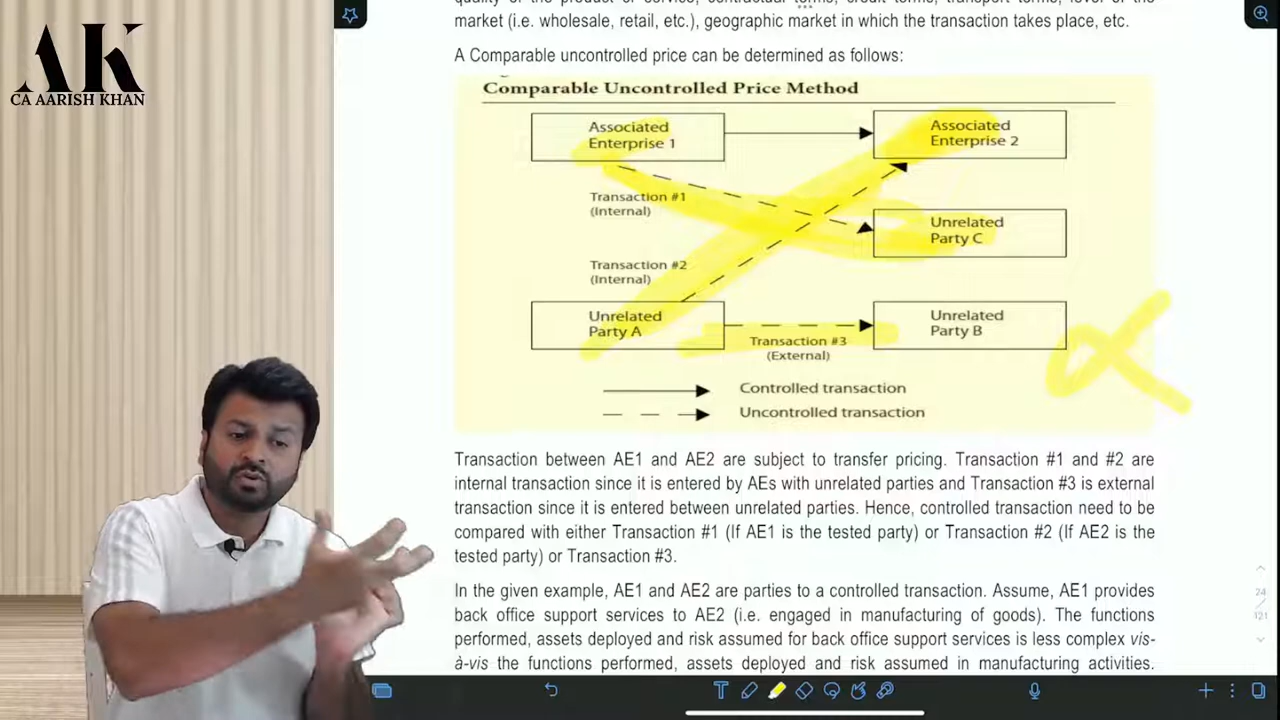 AK
CA AARISH KHAN
market (i.e. wholesale, retail, etc.), geographic market in which the transaction takes place, etc.
A Comparable uncontrolled price can be determined as follows:
Comparable Uncontrolled Price Method
Associated
Enterprise 1
Associated
Enterprise 2
Transaction #1
(Internal)
Unrelated
Party C
Transaction #2
(Internal)
Unrelated
Party A
Unrelated
Party B
Transaction #3
(External)
Controlled transaction
Uncontrolled transaction
Transaction between AE1 and AE2 are subject to transfer pricing. Transaction #1 and #2 are
internal transaction since it is entered by AEs with unrelated parties and Transaction #3 is external
transaction since it is entered between unrelated parties. Hence, controlled transaction need to be
compared with either Transaction #1 (If AE1 is the tested party) or Transaction #2 (If AE2 is the
tested party) or Transaction #3.
In the given example, AE1 and AE2 are parties to a controlled transaction. Assume, AE1 provides
back office support services to AE2 (i.e. engaged in manufacturing of goods). The functions
performed, assets deployed and risk assumed for back office support services is less complex vis-
à-vis the functions performed, assets deployed and risk assumed in manufacturing activities.
24
121